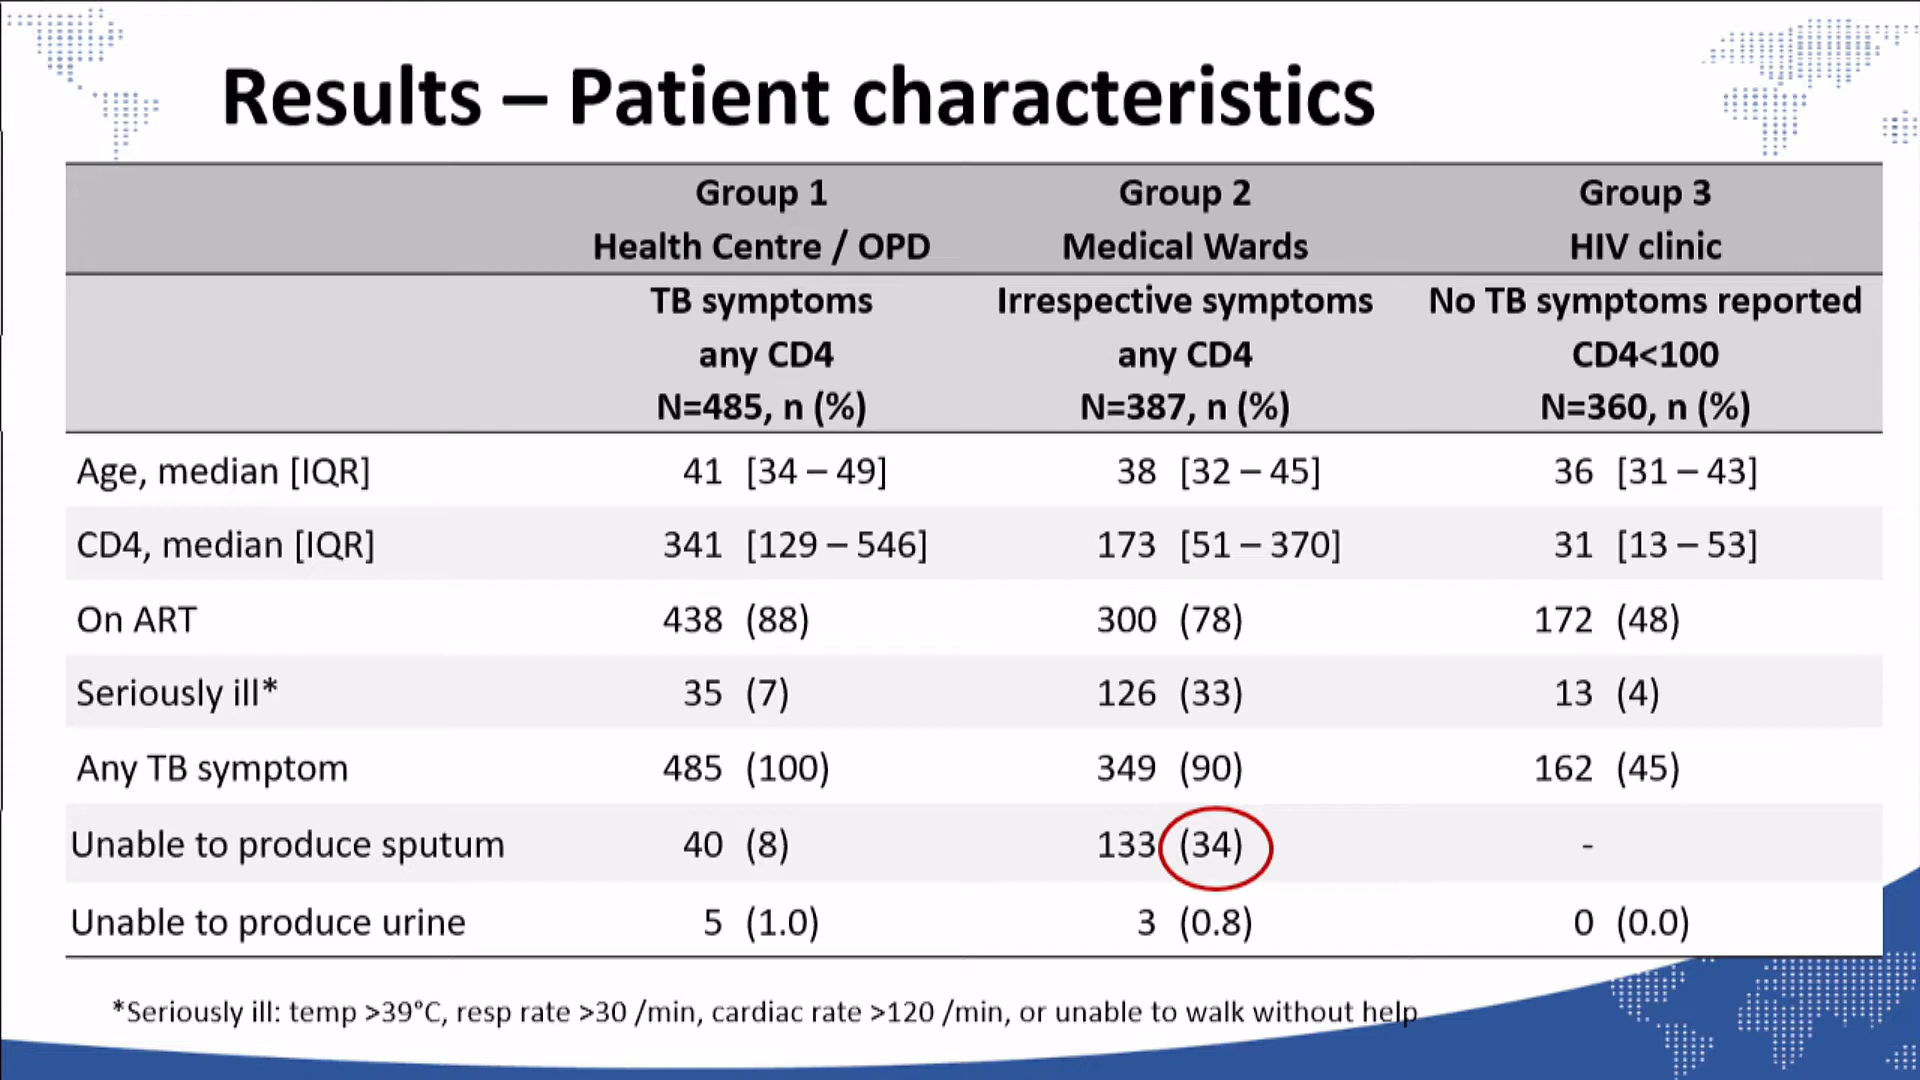 Results – Patient characteristics
Group 1 Group 2 Group 3
Health Centre / OPD Medical Wards HIV clinic
TB symptoms Irrespective symptoms No TB symptoms reported
any CD4 any CD4 CD4<100
N=485, n (%) N=387, n (%) N=360, n (%)
Age, median [IQR] 41 [34 – 49] 38 [32 – 45] 36 [31 – 43]
CD4, median [IQR] 341 [129 – 546] 173 [51 – 370] 31 [13 – 53]
On ART 438 (88) 300 (78) 172 (48)
Seriously ill* 35 (7) 126 (33) 13 (4)
Any TB symptom 485 (100) 349 (90) 162 (45)
Unable to produce sputum 40 (8) 133 (34) -
Unable to produce urine 5 (1.0) 3 (0.8) 0 (0.0)
*Seriously ill: temp >39°C, resp rate >30 /min, cardiac rate >120 /min, or unable to walk without help